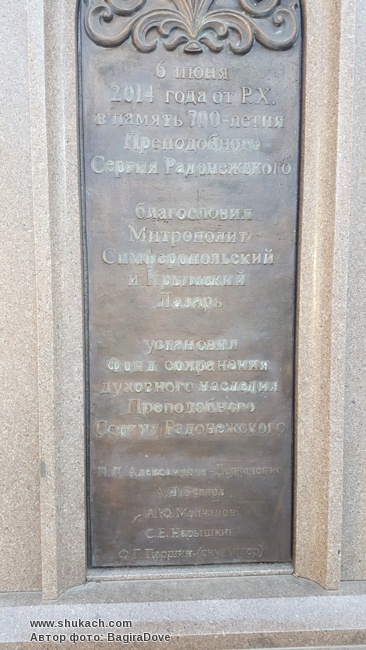 6 июня
2014 года от Р.Х.
в память 700-летия
Преподобного
Сергия Радонежского
благословил
Митрополит
Симферопольский
и Крымский
Лазарь
установил
Фонд сохранения
духовного наследия
Преподобного
Сергия Радонежского
А.Ю. Молчанов
С.Е. Нарышкин
(скульптор)
www.shukach.com
Автор фото: BagiraDove